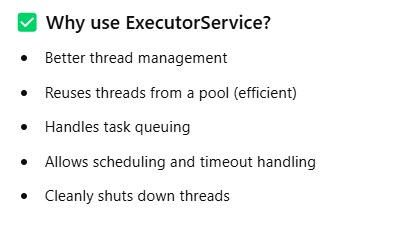 ✅ Why use ExecutorService?
• Better thread management
• Reuses threads from a pool (efficient)
• Handles task queuing
• Allows scheduling and timeout handling
• Cleanly shuts down threads